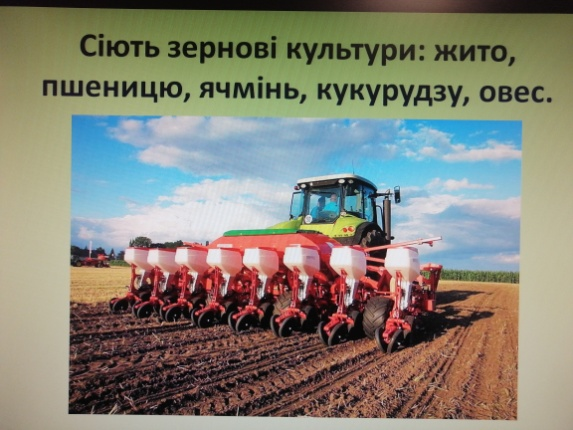 Сіють зернові культури: жито,
пшеницю, ячмінь, кукурудзу, овес.